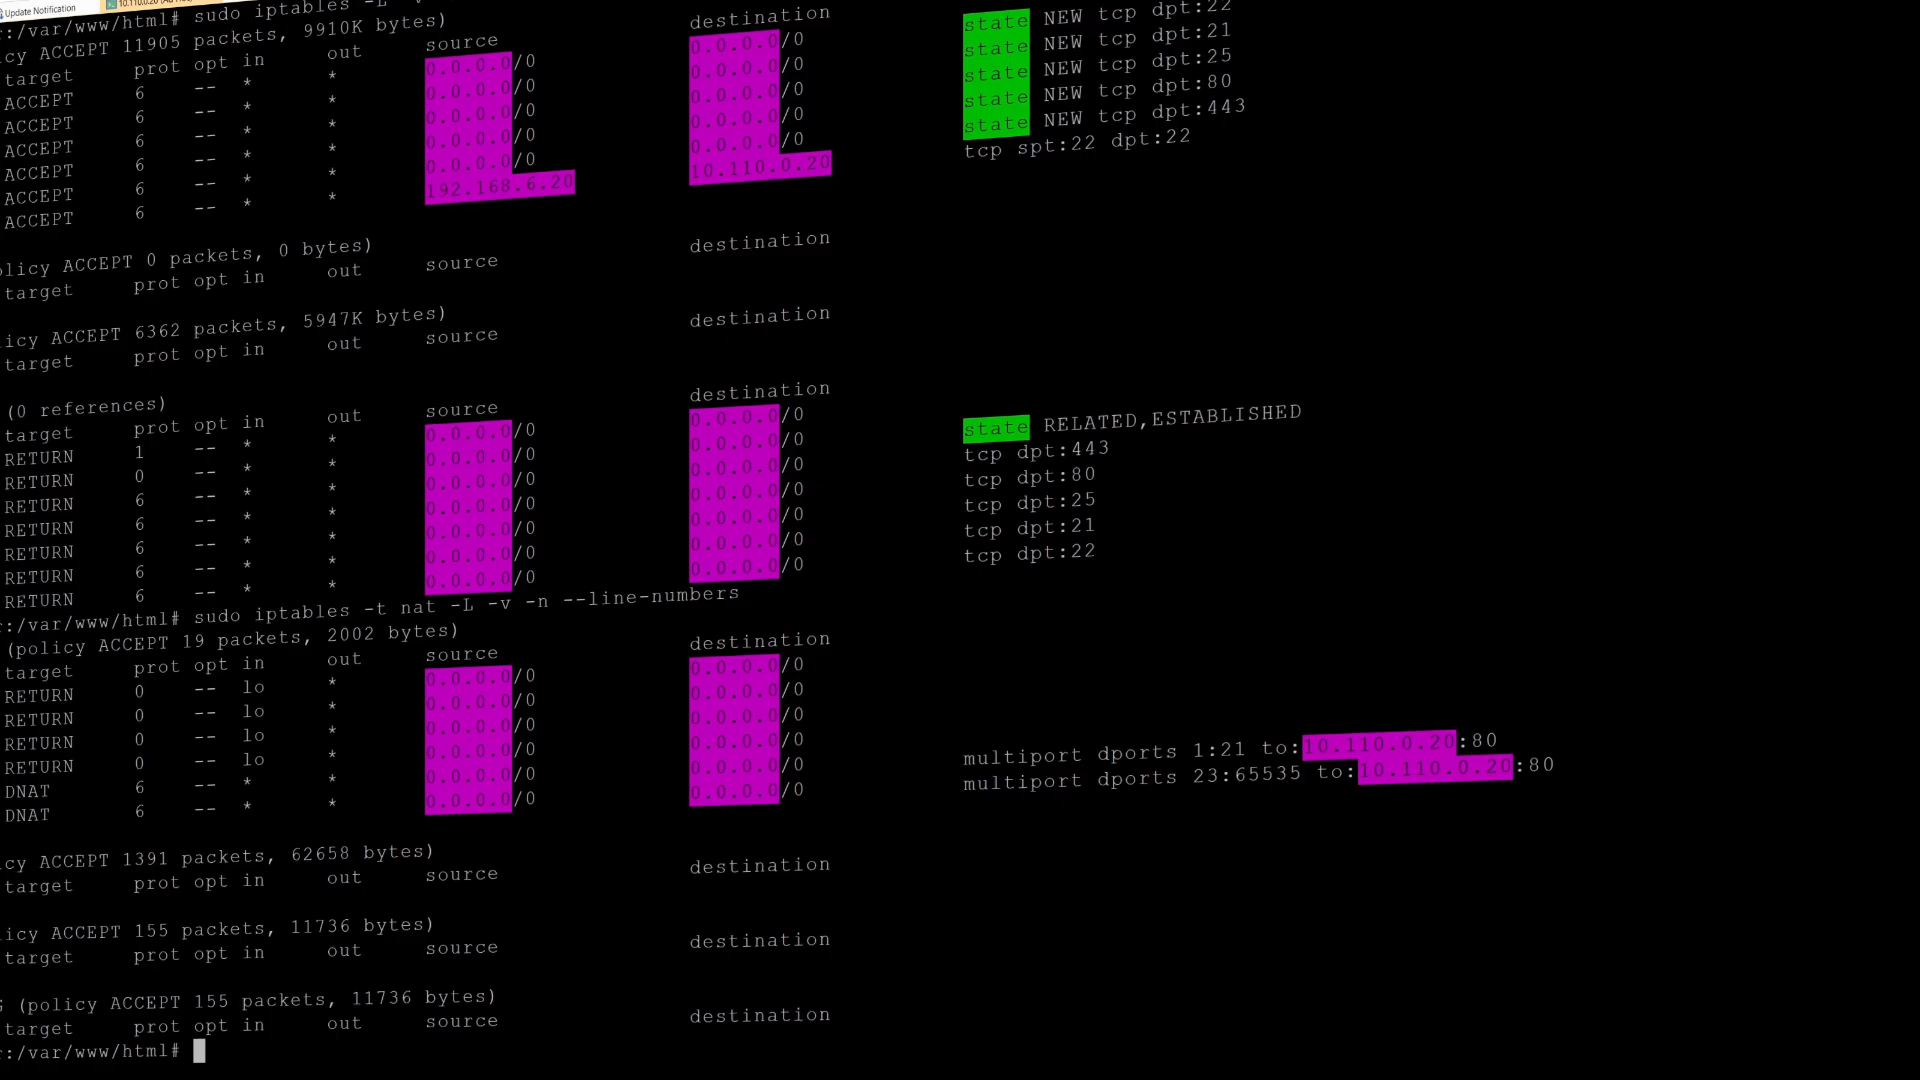 Update Notification
:/var/www/html# sudo iptables -L
cy ACCEPT 11905 packets, 9910K bytes)
target prot opt in out source destination
ACCEPT 6 -- * * 0.0.0.0/0 0.0.0.0/0 state NEW tcp dpt:22
ACCEPT 6 -- * * 0.0.0.0/0 0.0.0.0/0 state NEW tcp dpt:21
ACCEPT 6 -- * * 0.0.0.0/0 0.0.0.0/0 state NEW tcp dpt:25
ACCEPT 6 -- * * 0.0.0.0/0 0.0.0.0/0 state NEW tcp dpt:80
ACCEPT 6 -- * * 0.0.0.0/0 0.0.0.0/0 state NEW tcp dpt:443
ACCEPT 6 -- * * 192.168.6.20 10.110.0.20 tcp spt:22 dpt:22
olicy ACCEPT 0 packets, 0 bytes)
target prot opt in out source destination
icy ACCEPT 6362 packets, 5947K bytes)
target prot opt in out source destination
(0 references)
target prot opt in out source destination
RETURN 1 -- * * 0.0.0.0/0 0.0.0.0/0
RETURN 0 -- * * 0.0.0.0/0 0.0.0.0/0 state RELATED,ESTABLISHED
RETURN 6 -- * * 0.0.0.0/0 0.0.0.0/0 tcp dpt:443
RETURN 6 -- * * 0.0.0.0/0 0.0.0.0/0 tcp dpt:80
RETURN 6 -- * * 0.0.0.0/0 0.0.0.0/0 tcp dpt:25
RETURN 6 -- * * 0.0.0.0/0 0.0.0.0/0 tcp dpt:21
RETURN 6 -- * * 0.0.0.0/0 0.0.0.0/0 tcp dpt:22
r:/var/www/html# sudo iptables -t nat -L -v -n --line-numbers
(policy ACCEPT 19 packets, 2002 bytes)
target prot opt in out source destination
RETURN 0 -- lo * 0.0.0.0/0 0.0.0.0/0
RETURN 0 -- lo * 0.0.0.0/0 0.0.0.0/0
RETURN 0 -- lo * 0.0.0.0/0 0.0.0.0/0
RETURN 0 -- lo * 0.0.0.0/0 0.0.0.0/0
DNAT 6 -- * * 0.0.0.0/0 0.0.0.0/0 multiport dports 1:21 to:10.110.0.20:80
DNAT 6 -- * * 0.0.0.0/0 0.0.0.0/0 multiport dports 23:65535 to:10.110.0.20:80
cy ACCEPT 1391 packets, 62658 bytes)
target prot opt in out source destination
icy ACCEPT 155 packets, 11736 bytes)
target prot opt in out source destination
G (policy ACCEPT 155 packets, 11736 bytes)
target prot opt in out source destination
r:/var/www/html#